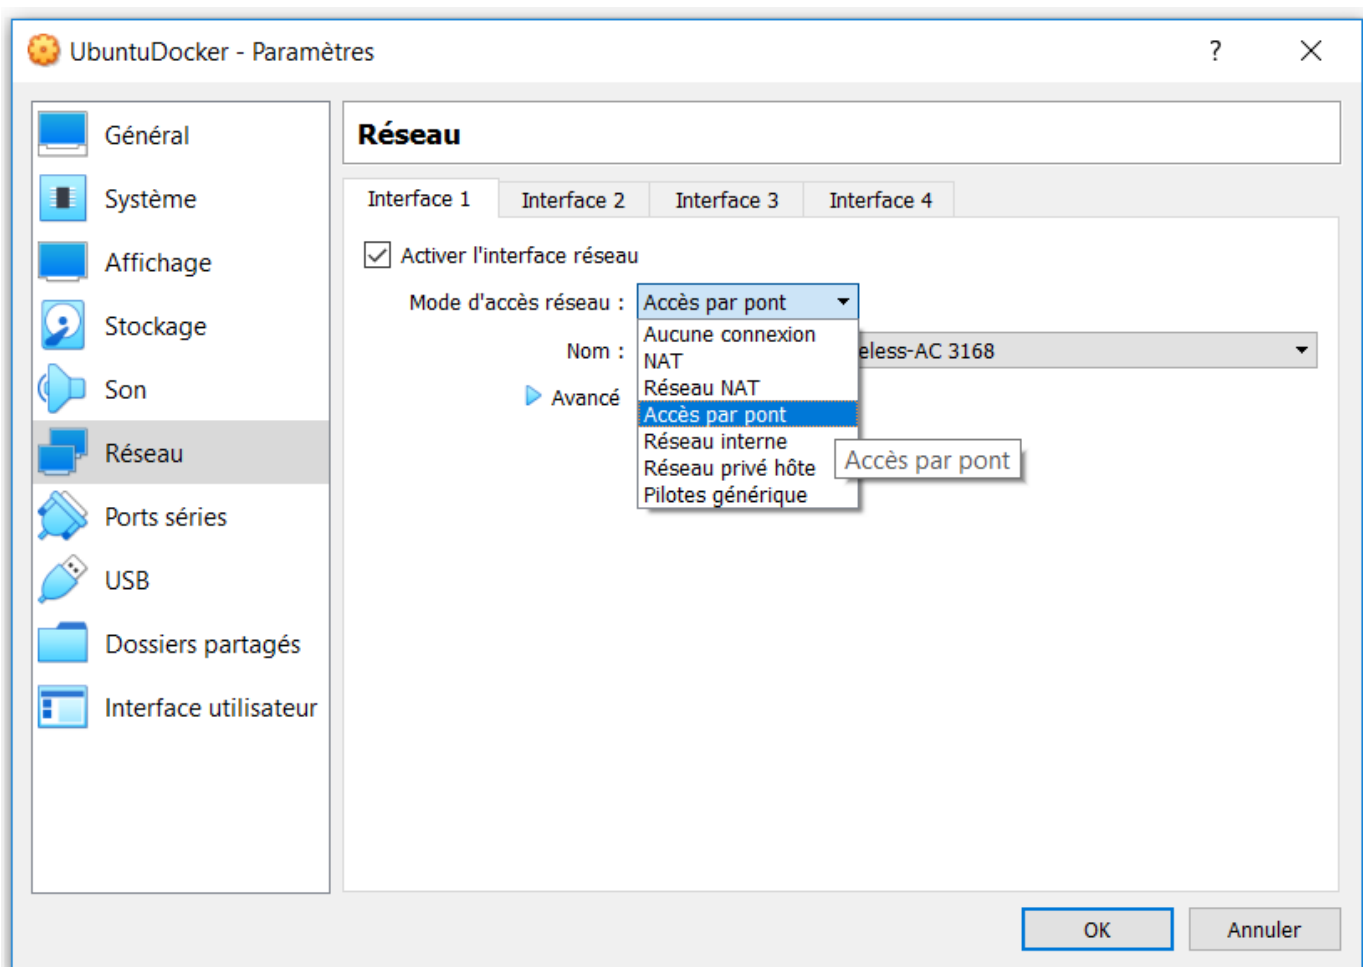 UbuntuDocker - Paramètres ?
Général
Système
Affichage
Stockage
Son
Réseau
Ports séries
USB
Dossiers partagés
Interface utilisateur
Réseau
Interface 1 Interface 2 Interface 3 Interface 4
Activer l'interface réseau
Mode d'accès réseau : Accès par pont
Aucune connexion
NAT
Réseau NAT
Accès par pont
Réseau interne
Réseau privé hôte
Pilotes générique
Accès par pont
Nom : eless-AC 3168
Avancé
OK Annuler